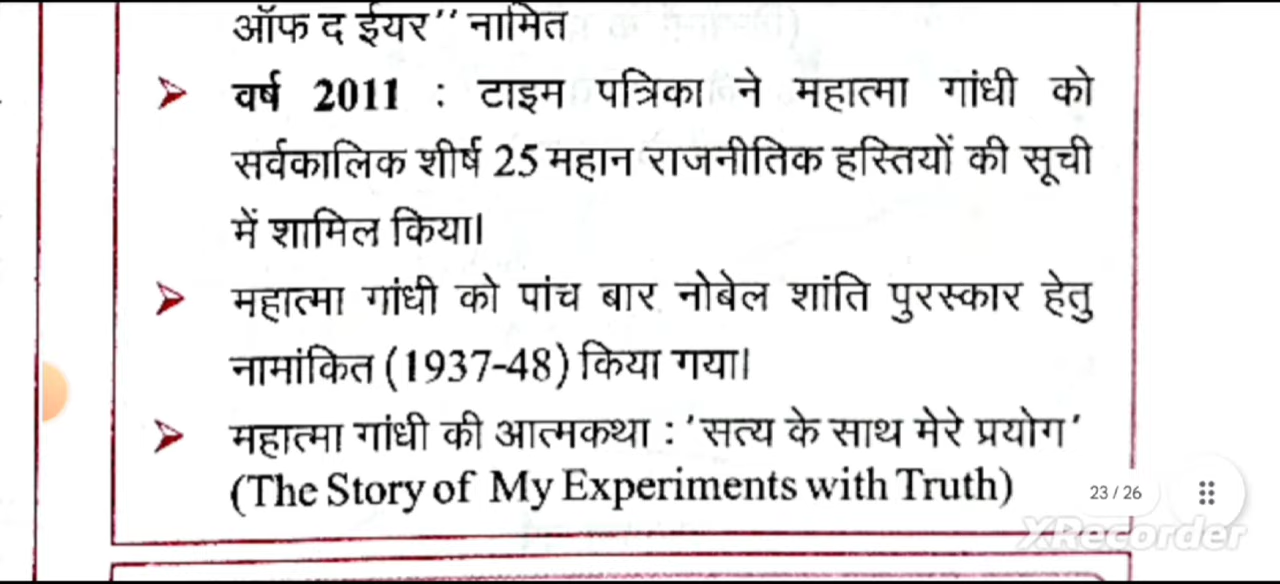 ऑफ द ईयर’’ नामित
वर्ष 2011 : टाइम पत्रिका ने महात्मा गांधी को
सर्वकालिक शीर्ष 25 महान राजनीतिक हस्तियों की सूची
में शामिल किया।
महात्मा गांधी को पांच बार नोबेल शांति पुरस्कार हेतु
नामांकित (1937-48) किया गया।
महात्मा गांधी की आत्मकथा : ’सत्य के साथ मेरे प्रयोग’
(The Story of My Experiments with Truth)
23 / 26
XRecorder